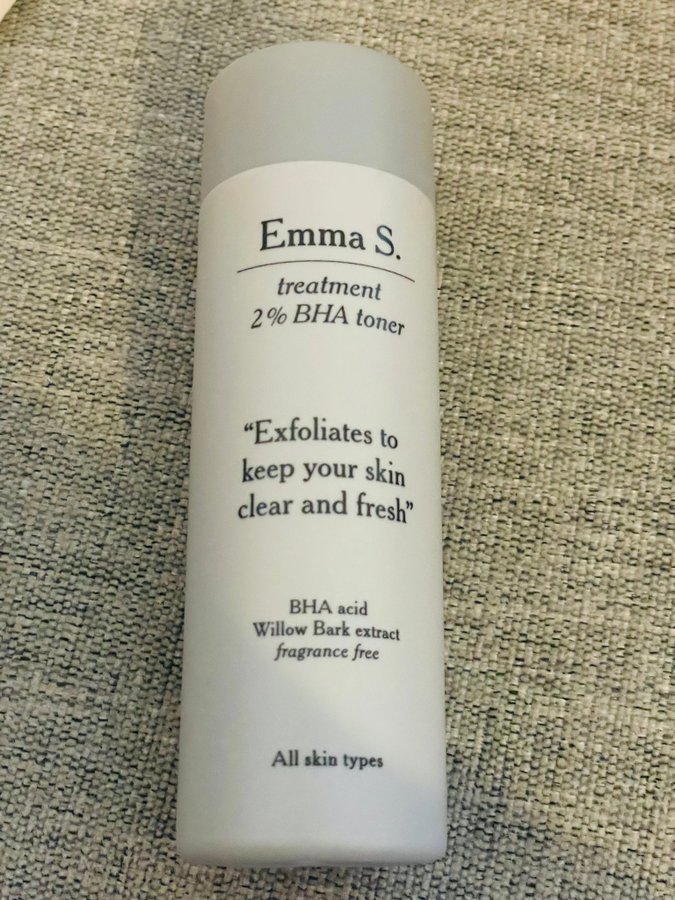 Emma S.
treatment
2% BHA toner
“Exfoliates to
keep your skin
clear and fresh”
BHA acid
Willow Bark extract
fragrance free
All skin types